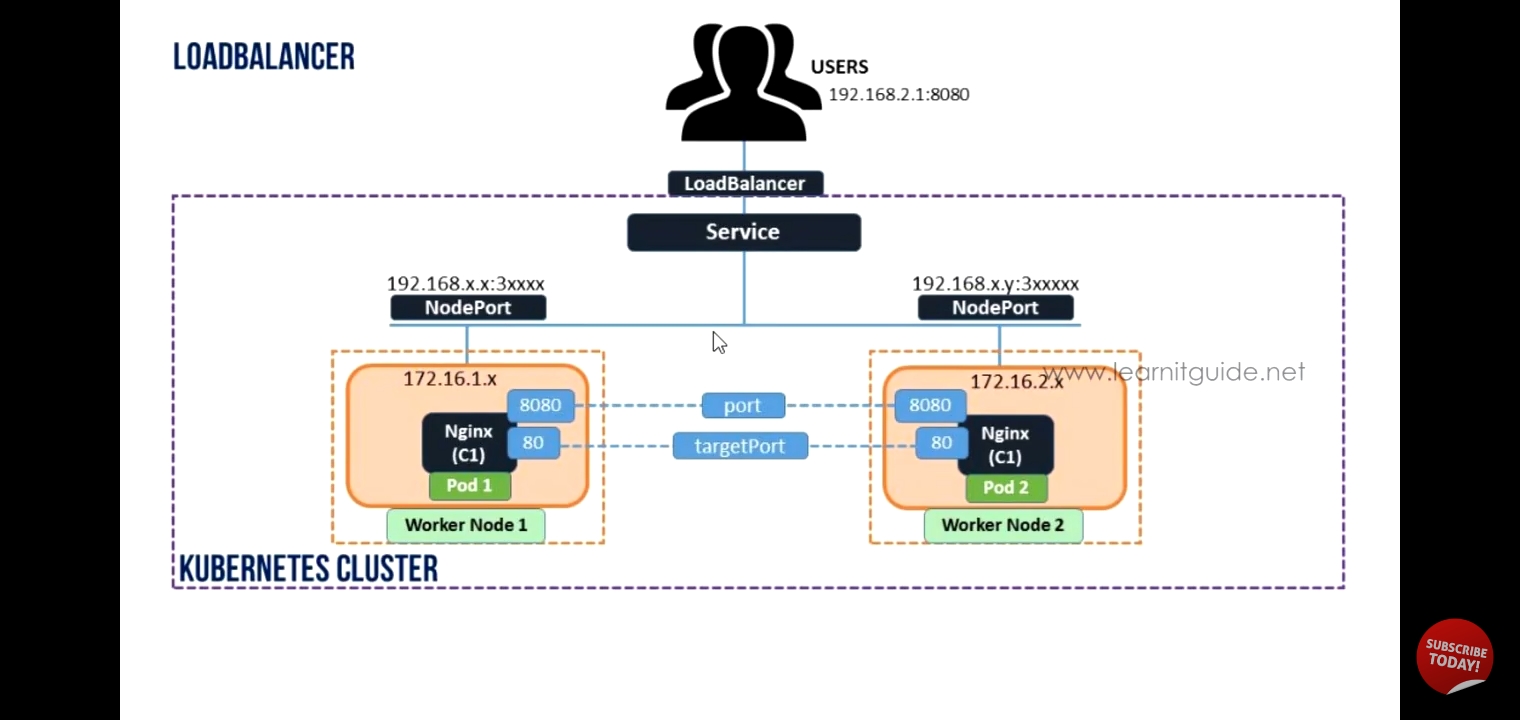 LOADBALANCER
USERS
192.168.2.1:8080
LoadBalancer
Service
192.168.x.x:3xxxx
NodePort
192.168.x.y:3xxxxx
NodePort
172.16.1.x
172.16.2.x
www.learnitguide.net
8080
port
8080
Nginx
(C1)
80
targetPort
80
Nginx
(C1)
Pod 1
Pod 2
Worker Node 1
Worker Node 2
KUBERNETES CLUSTER
SUBSCRIBE
TODAY!